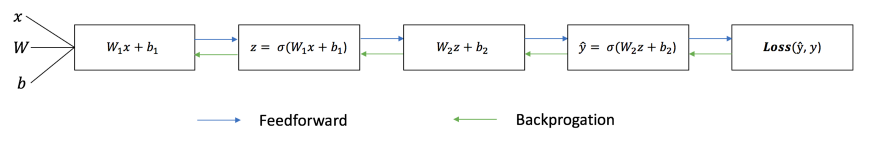 x
W
b
W₁x + b₁
z = σ(W₁x + b₁)
W₂z + b₂
ŷ = σ(W₂z + b₂)
Loss(ŷ, y)
Feedforward
Backprogation